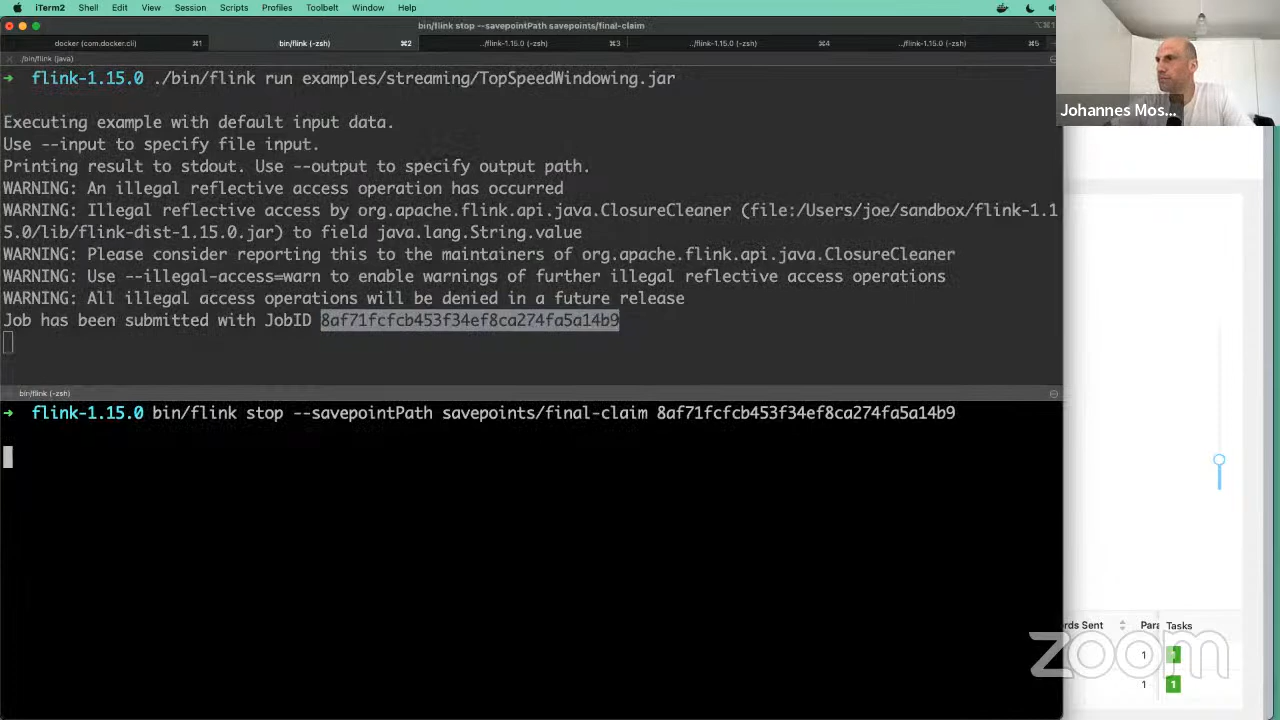 iTerm2 Shell Edit View Session Scripts Profiles Toolbelt Window Help
bin/flink stop --savepointPath savepoints/final-claim
docker (com.docker.cli) ⌘1 bin/flink (-zsh) ⌘2 ../flink-1.15.0 (-zsh) ⌘3 ../flink-1.15.0 (-zsh) ⌘4 ../flink-1.15.0 (-zsh) ⌘5
./bin/flink (java)
➜ flink-1.15.0 ./bin/flink run examples/streaming/TopSpeedWindowing.jar
Executing example with default input data.
Use --input to specify file input.
Printing result to stdout. Use --output to specify output path.
WARNING: An illegal reflective access operation has occurred
WARNING: Illegal reflective access by org.apache.flink.api.java.ClosureCleaner (file:/Users/joe/sandbox/flink-1.1
5.0/lib/flink-dist-1.15.0.jar) to field java.lang.String.value
WARNING: Please consider reporting this to the maintainers of org.apache.flink.api.java.ClosureCleaner
WARNING: Use --illegal-access=warn to enable warnings of further illegal reflective access operations
WARNING: All illegal access operations will be denied in a future release
Job has been submitted with JobID 8af71fcfcb453f34ef8ca274fa5a14b9
bin/flink (-zsh)
➜ flink-1.15.0 bin/flink stop --savepointPath savepoints/final-claim 8af71fcfcb453f34ef8ca274fa5a14b9
Johannes Mos...
rds Sent Para Tasks
1 1
1 1
zoom